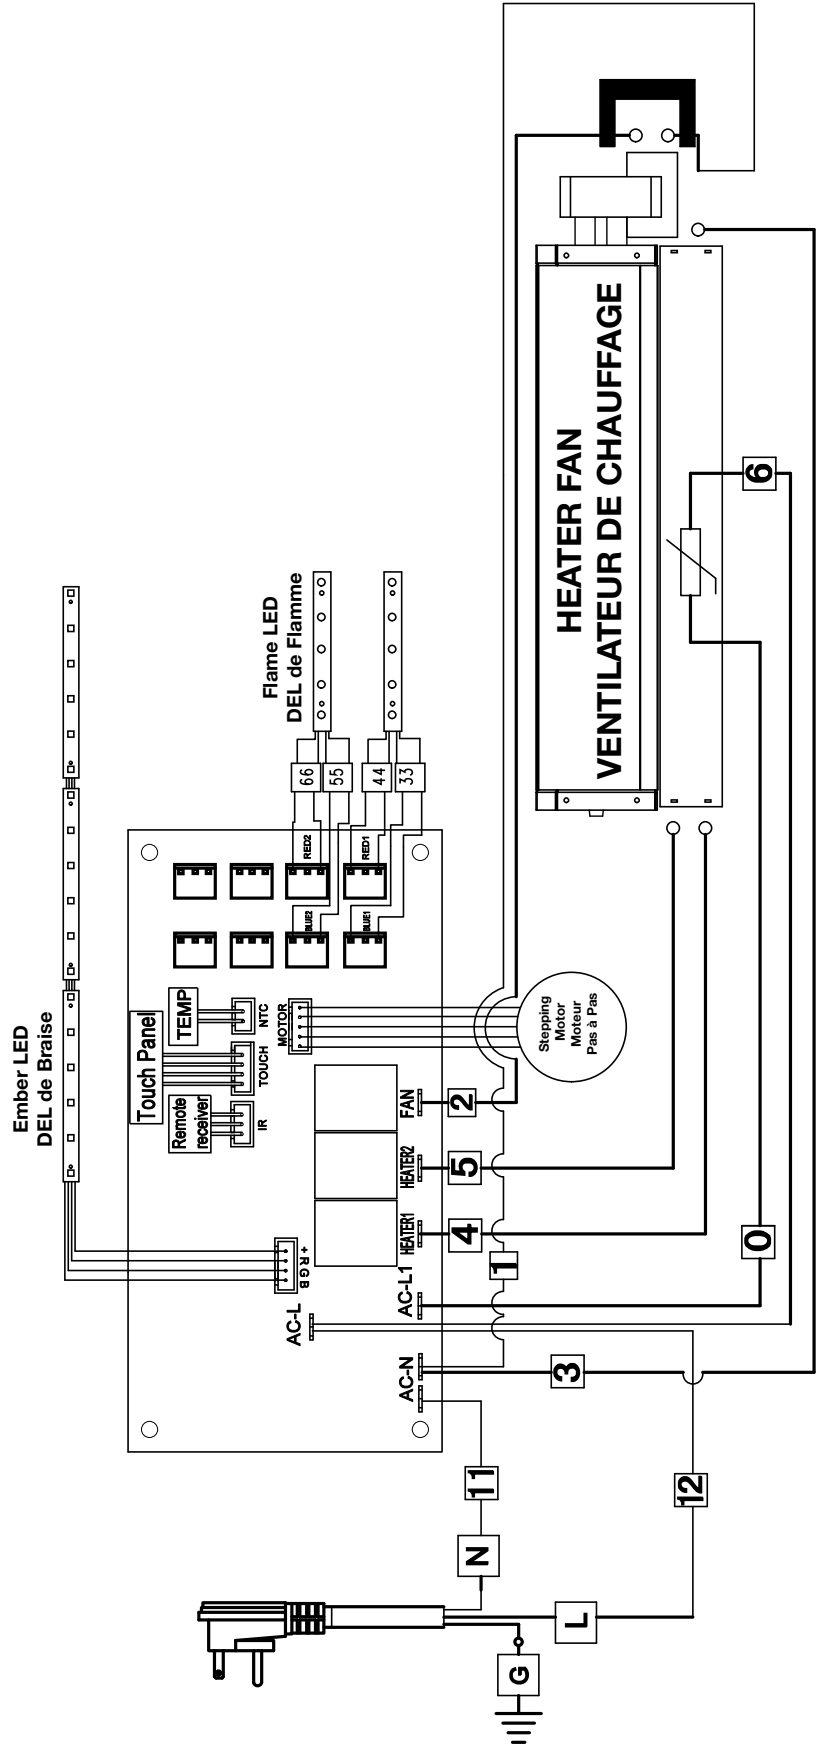 Ember LED
DEL de Braise
Flame LED
DEL de Flamme
66
55
44
33
RED2
RED1
BLUE2
BLUE1
Touch Panel
TEMP
Remote
receiver
NTC
TOUCH
IR
MOTOR
Stepping
Motor
Moteur
Pas à Pas
FAN
HEATER2
HEATER1
+ R G B
AC-L
AC-L1
AC-N
2
5
4
1
0
3
6
11
12
N
L
G
HEATER FAN
VENTILATEUR DE CHAUFFAGE